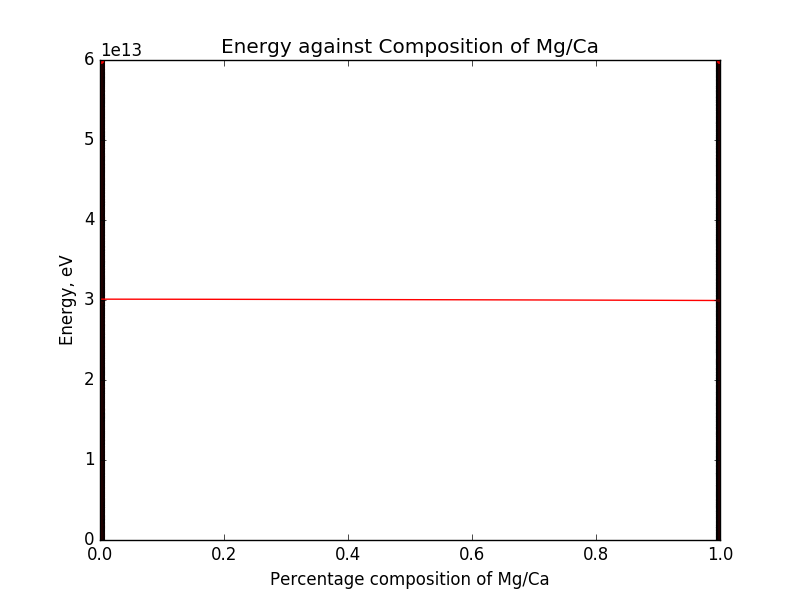 Energy against Composition of Mg/Ca
1e13
6
5
4
3
2
1
0
Energy, eV
0.0 0.2 0.4 0.6 0.8 1.0
Percentage composition of Mg/Ca